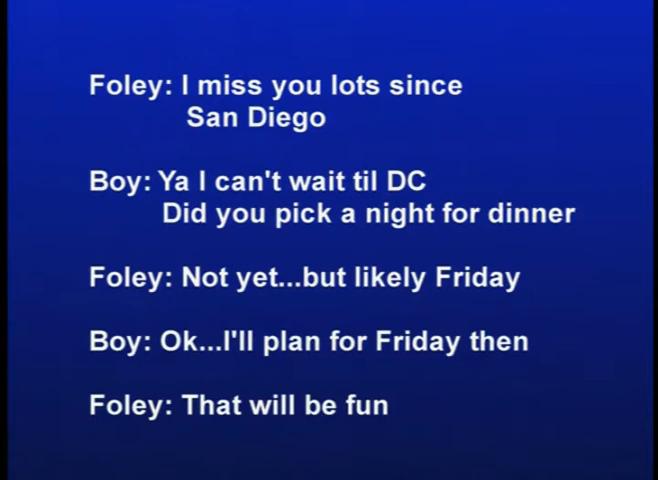 Foley: I miss you lots since
San Diego
Boy: Ya I can't wait til DC
Did you pick a night for dinner
Foley: Not yet...but likely Friday
Boy: Ok...I'll plan for Friday then
Foley: That will be fun